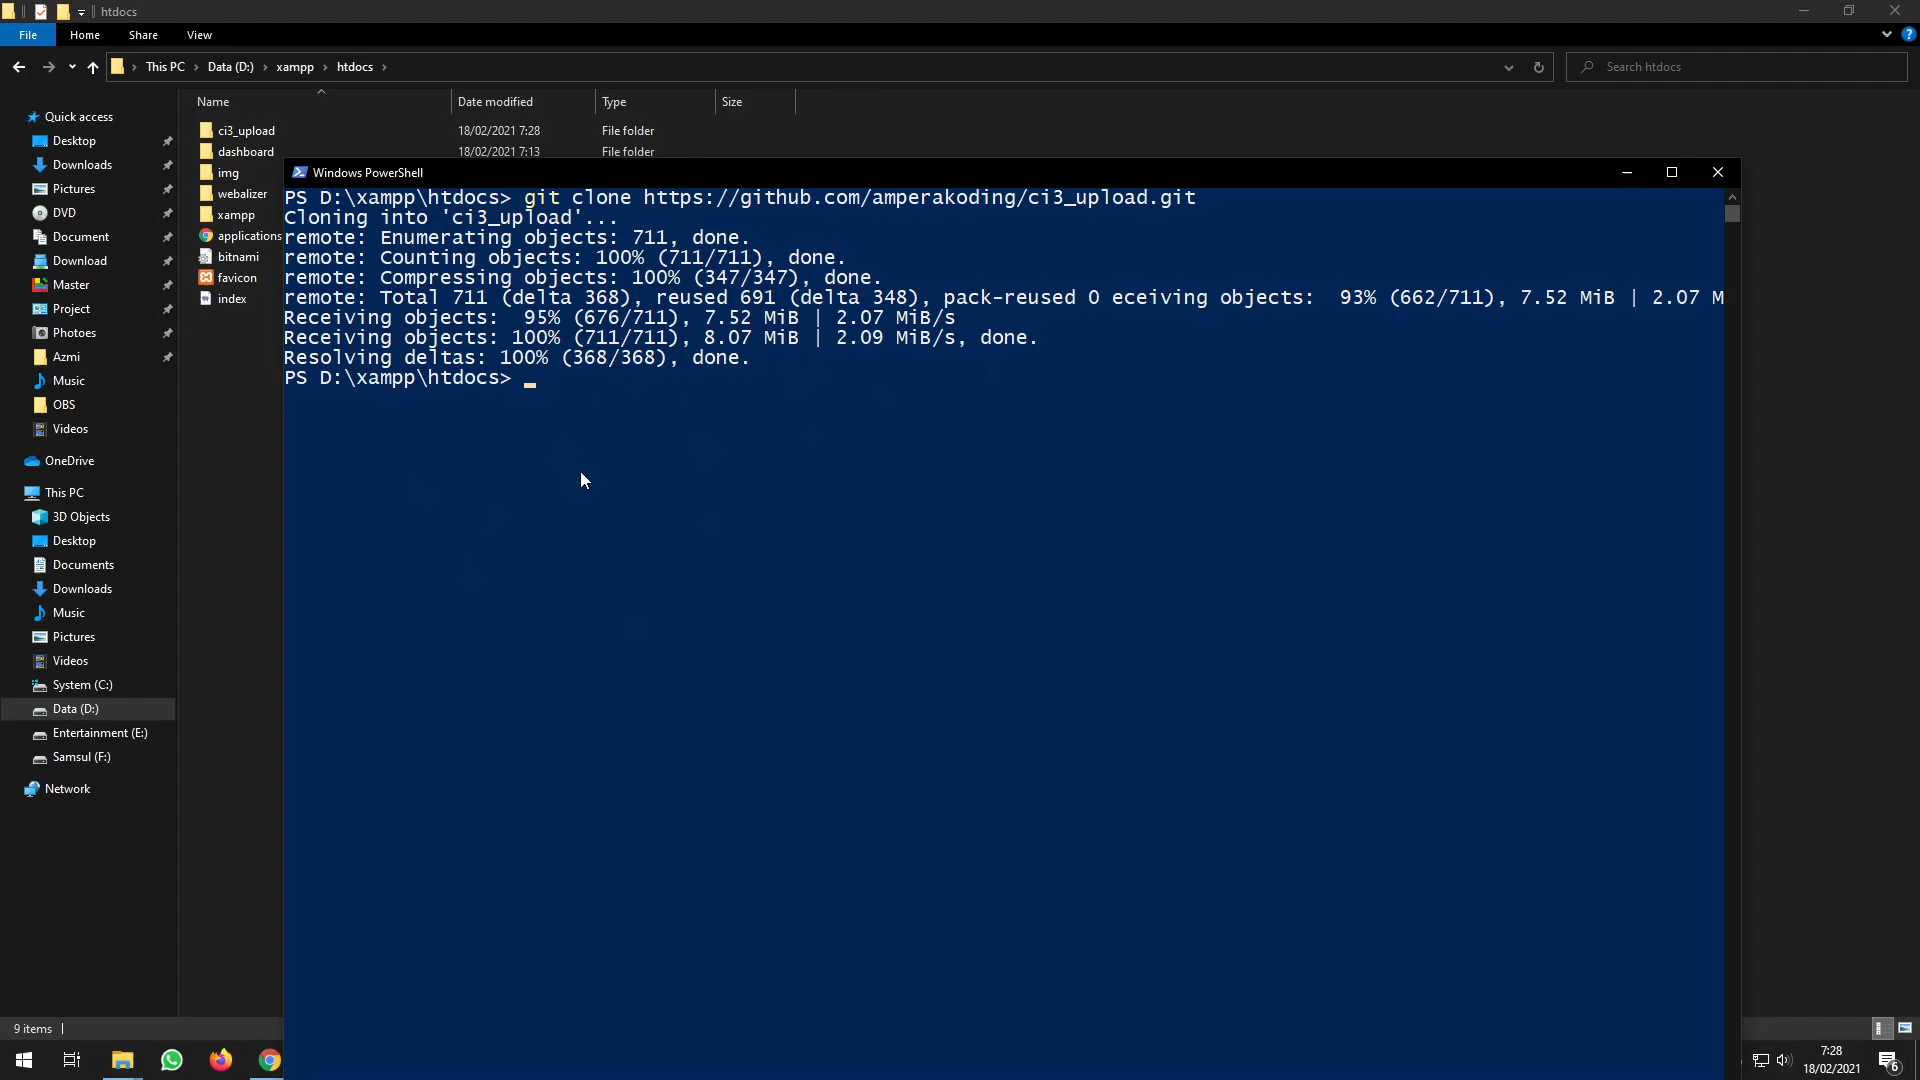 htdocs
File Home Share View
This PC Data (D:) xampp htdocs
Search htdocs
Name Date modified Type Size
Quick access
Desktop
Downloads
Pictures
DVD
Document
Download
Master
Project
Photoes
Azmi
Music
OBS
Videos
OneDrive
This PC
3D Objects
Desktop
Documents
Downloads
Music
Pictures
Videos
System (C:)
Data (D:)
Entertainment (E:)
Samsul (F:)
Network
ci3_upload 18/02/2021 7:28 File folder
dashboard 18/02/2021 7:13 File folder
img
webalizer
xampp
applications
bitnami
favicon
index
Windows PowerShell
PS D:\xampp\htdocs> git clone https://github.com/amperakoding/ci3_upload.git
Cloning into 'ci3_upload'...
remote: Enumerating objects: 711, done.
remote: Counting objects: 100% (711/711), done.
remote: Compressing objects: 100% (347/347), done.
remote: Total 711 (delta 368), reused 691 (delta 348), pack-reused 0 eceiving objects:  93% (662/711), 7.52 MiB | 2.07 M
Receiving objects:  95% (676/711), 7.52 MiB | 2.07 MiB/s
Receiving objects: 100% (711/711), 8.07 MiB | 2.09 MiB/s, done.
Resolving deltas: 100% (368/368), done.
PS D:\xampp\htdocs>
9 items
7:28
18/02/2021
6